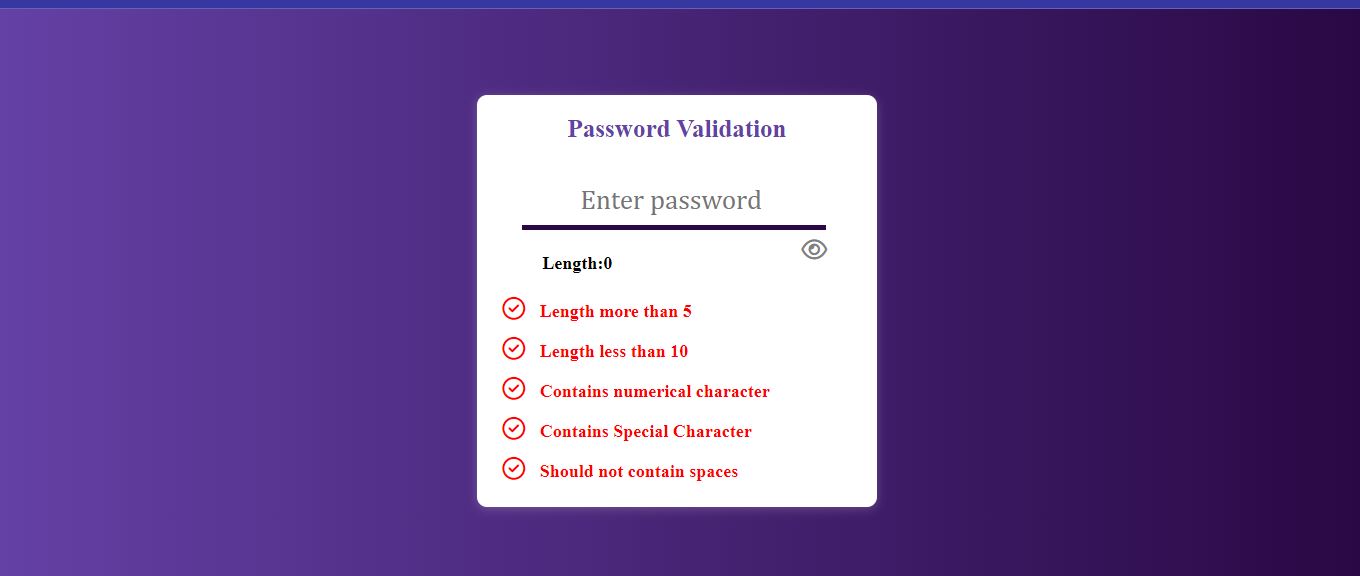 Password Validation
Enter password
Length:0
Length more than 5
Length less than 10
Contains numerical character
Contains Special Character
Should not contain spaces